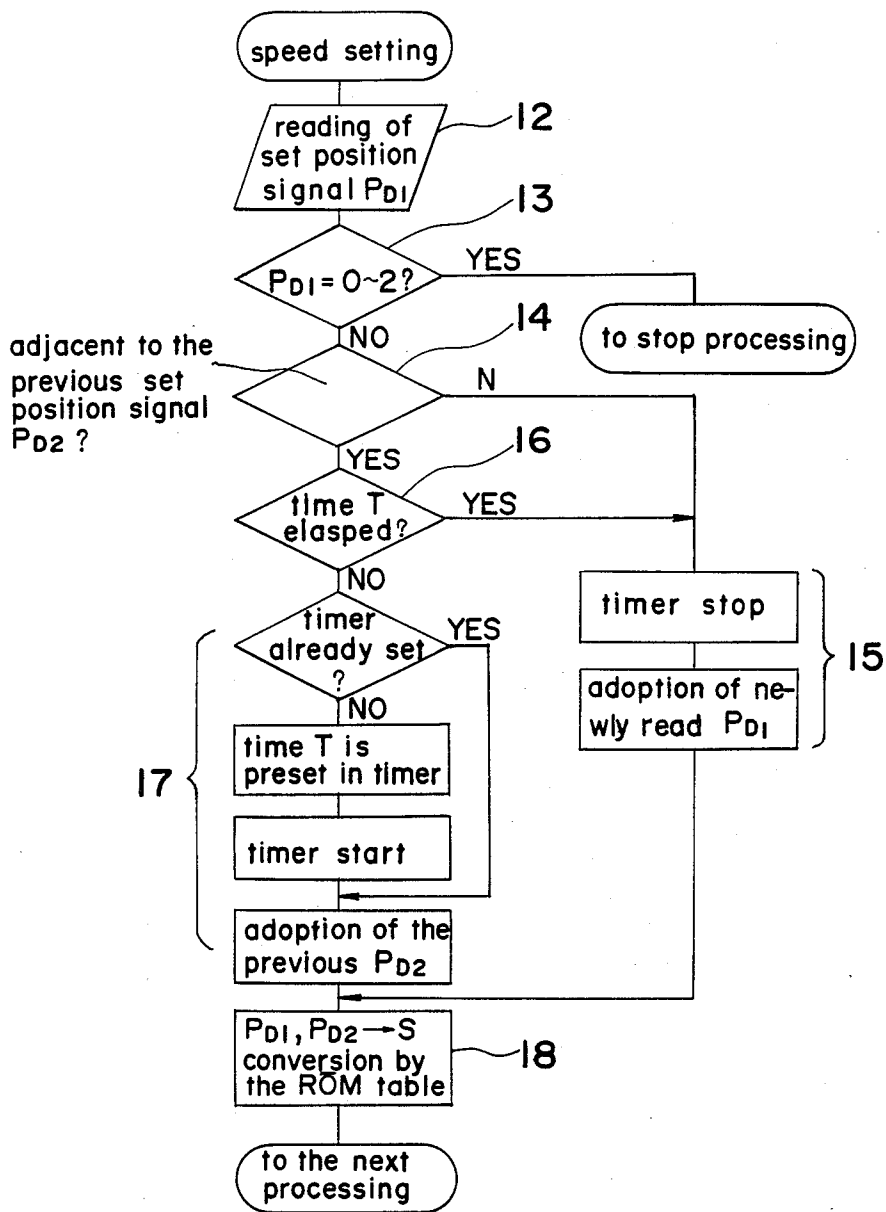 speed setting
reading of
set position
signal PD1
12
13
PD1 = 0~2?
YES
NO
to stop processing
14
adjacent to the
previous set
position signal
PD2 ?
N
YES
16
time T
elasped?
YES
NO
timer
already set
?
YES
NO
timer stop
adoption of ne-
wly read PD1
15
time T is
preset in timer
17
timer start
adoption of the
previous PD2
PD1, PD2 → S
conversion by
the ROM table
18
to the next
processing